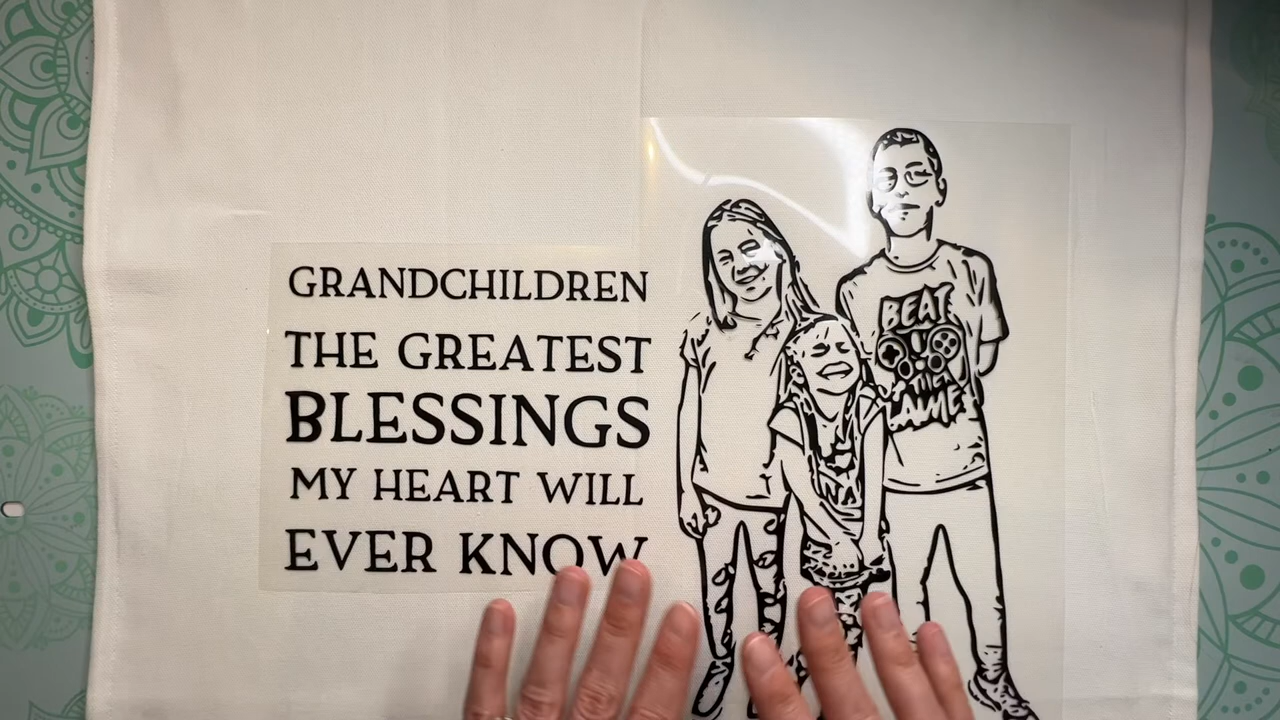 GRANDCHILDREN
THE GREATEST
BLESSINGS
MY HEART WILL
EVER KNOW
BEAT
THE
GAME